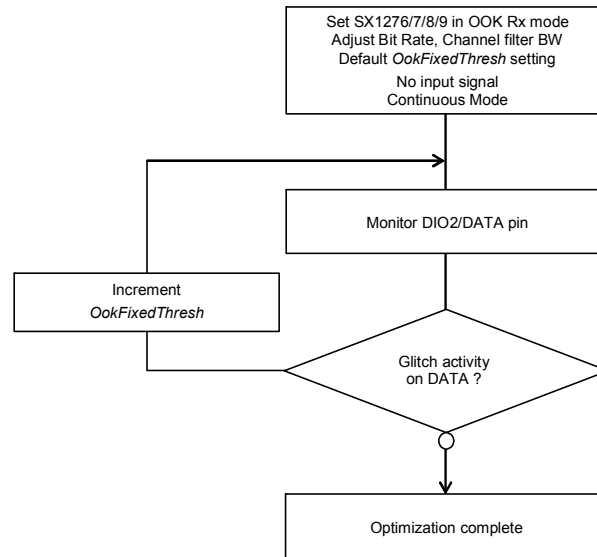 Set SX1276/7/8/9 in OOK Rx mode
Adjust Bit Rate, Channel filter BW
Default OokFixedThresh setting
No input signal
Continuous Mode
Monitor DIO2/DATA pin
Increment
OokFixedThresh
Glitch activity
on DATA ?
Optimization complete